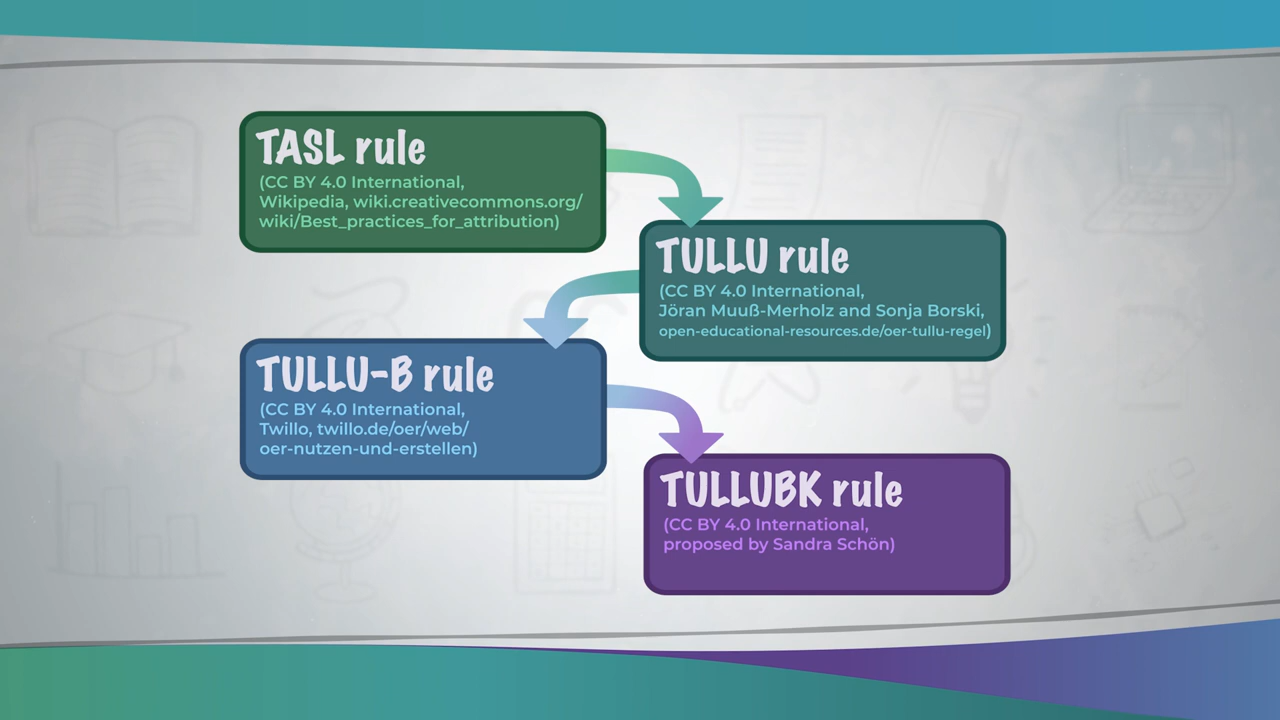 TASL rule
(CC BY 4.0 International,
Wikipedia, wiki.creativecommons.org/
wiki/Best_practices_for_attribution)
TULLU rule
(CC BY 4.0 International,
Jöran Muuß-Merholz and Sonja Borski,
open-educational-resources.de/oer-tullu-regel)
TULLU-B rule
(CC BY 4.0 International,
Twillo, twillo.de/oer/web/
oer-nutzen-und-erstellen)
TULLUBK rule
(CC BY 4.0 International,
proposed by Sandra Schön)